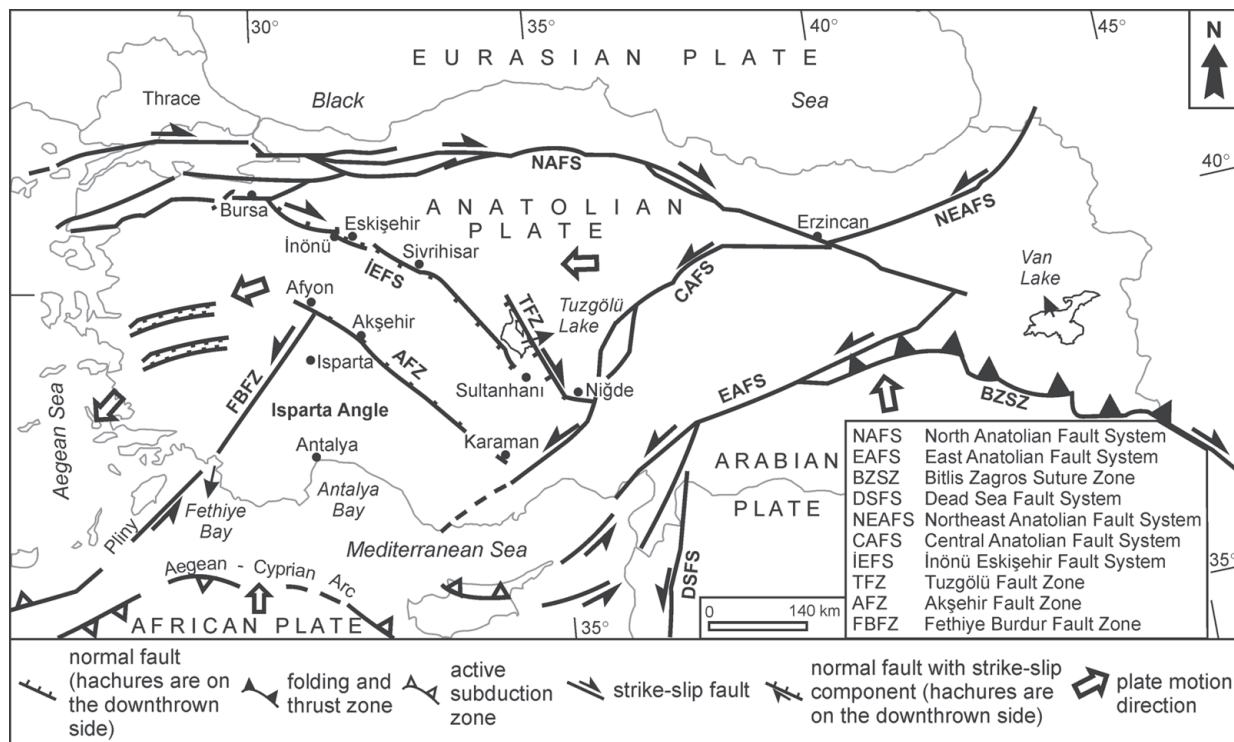 30°
35°
40°
45°
N
EURASIAN PLATE
Thrace
Black
Sea
NAFS
40°
NEAFS
Bursa
Eskişehir
ANATOLIAN
PLATE
Erzincan
İnönü
Sivrihisar
İEFS
CAFS
Van
Lake
Afyon
TFZ
Tuzgölü
Lake
Akşehir
AFZ
Isparta
FBFZ
Sultanhanı
Niğde
EAFS
BZSZ
Aegean Sea
Isparta Angle
Karaman
Antalya
ARABIAN
PLATE
Antalya
Bay
Fethiye
Bay
Pliny
Mediterranean Sea
DSFS
Aegean - Cyprian Arc
AFRICAN PLATE
35°
35°
0 140 km
NAFS North Anatolian Fault System
EAFS East Anatolian Fault System
BZSZ Bitlis Zagros Suture Zone
DSFS Dead Sea Fault System
NEAFS Northeast Anatolian Fault System
CAFS Central Anatolian Fault System
İEFS İnönü Eskişehir Fault System
TFZ Tuzgölü Fault Zone
AFZ Akşehir Fault Zone
FBFZ Fethiye Burdur Fault Zone
normal fault
(hachures are on
the downthrown
side)
folding and
thrust zone
active
subduction
zone
strike-slip fault
normal fault with strike-slip
component (hachures are
on the downthrown side)
plate motion
direction